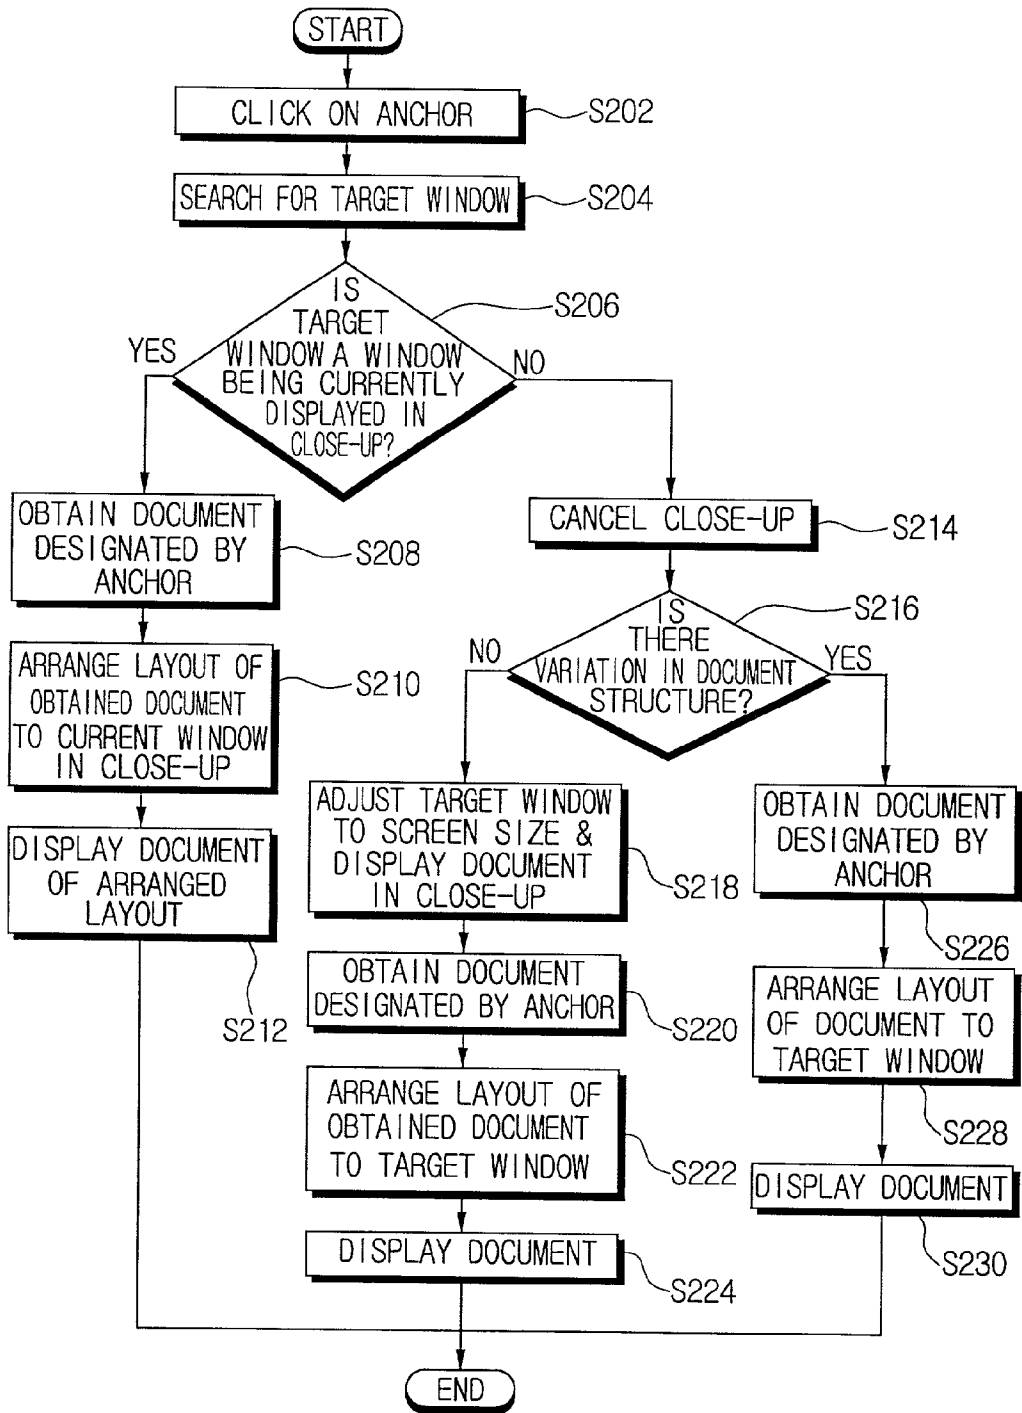 START
CLICK ON ANCHOR
S202
SEARCH FOR TARGET WINDOW
S204
IS
TARGET
WINDOW A WINDOW
BEING CURRENTLY
DISPLAYED IN
CLOSE-UP?
S206
YES
NO
OBTAIN DOCUMENT
DESIGNATED BY
ANCHOR
S208
ARRANGE LAYOUT OF
OBTAINED DOCUMENT
TO CURRENT WINDOW
IN CLOSE-UP
S210
DISPLAY DOCUMENT
OF ARRANGED
LAYOUT
S212
CANCEL CLOSE-UP
S214
IS
THERE
VARIATION IN DOCUMENT
STRUCTURE?
S216
NO
YES
ADJUST TARGET WINDOW
TO SCREEN SIZE &
DISPLAY DOCUMENT
IN CLOSE-UP
S218
OBTAIN DOCUMENT
DESIGNATED BY ANCHOR
S220
ARRANGE LAYOUT OF
OBTAINED DOCUMENT
TO TARGET WINDOW
S222
DISPLAY DOCUMENT
S224
OBTAIN DOCUMENT
DESIGNATED BY
ANCHOR
S226
ARRANGE LAYOUT
OF DOCUMENT TO
TARGET WINDOW
S228
DISPLAY DOCUMENT
S230
END